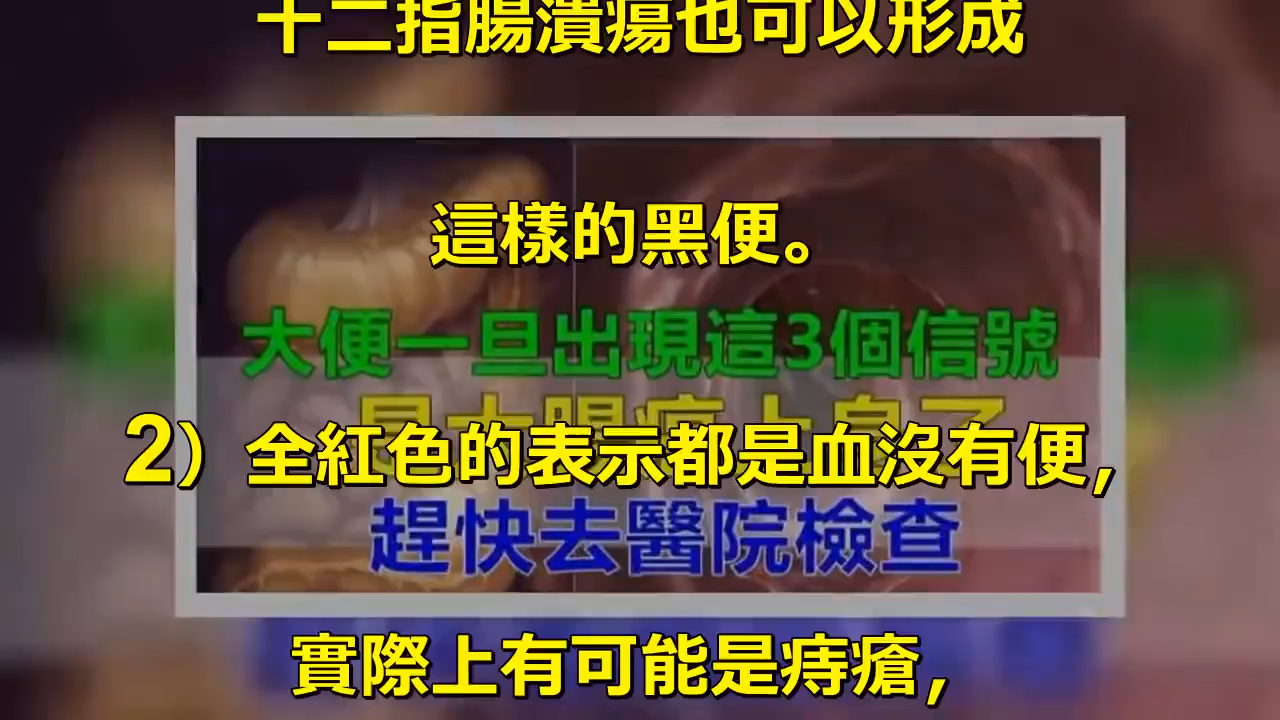 十二指腸潰瘍也可以形成
這樣的黑便。
大便一旦出現這3個信號
2）全紅色的表示都是血沒有便，
趕快去醫院檢查
實際上有可能是痔瘡，